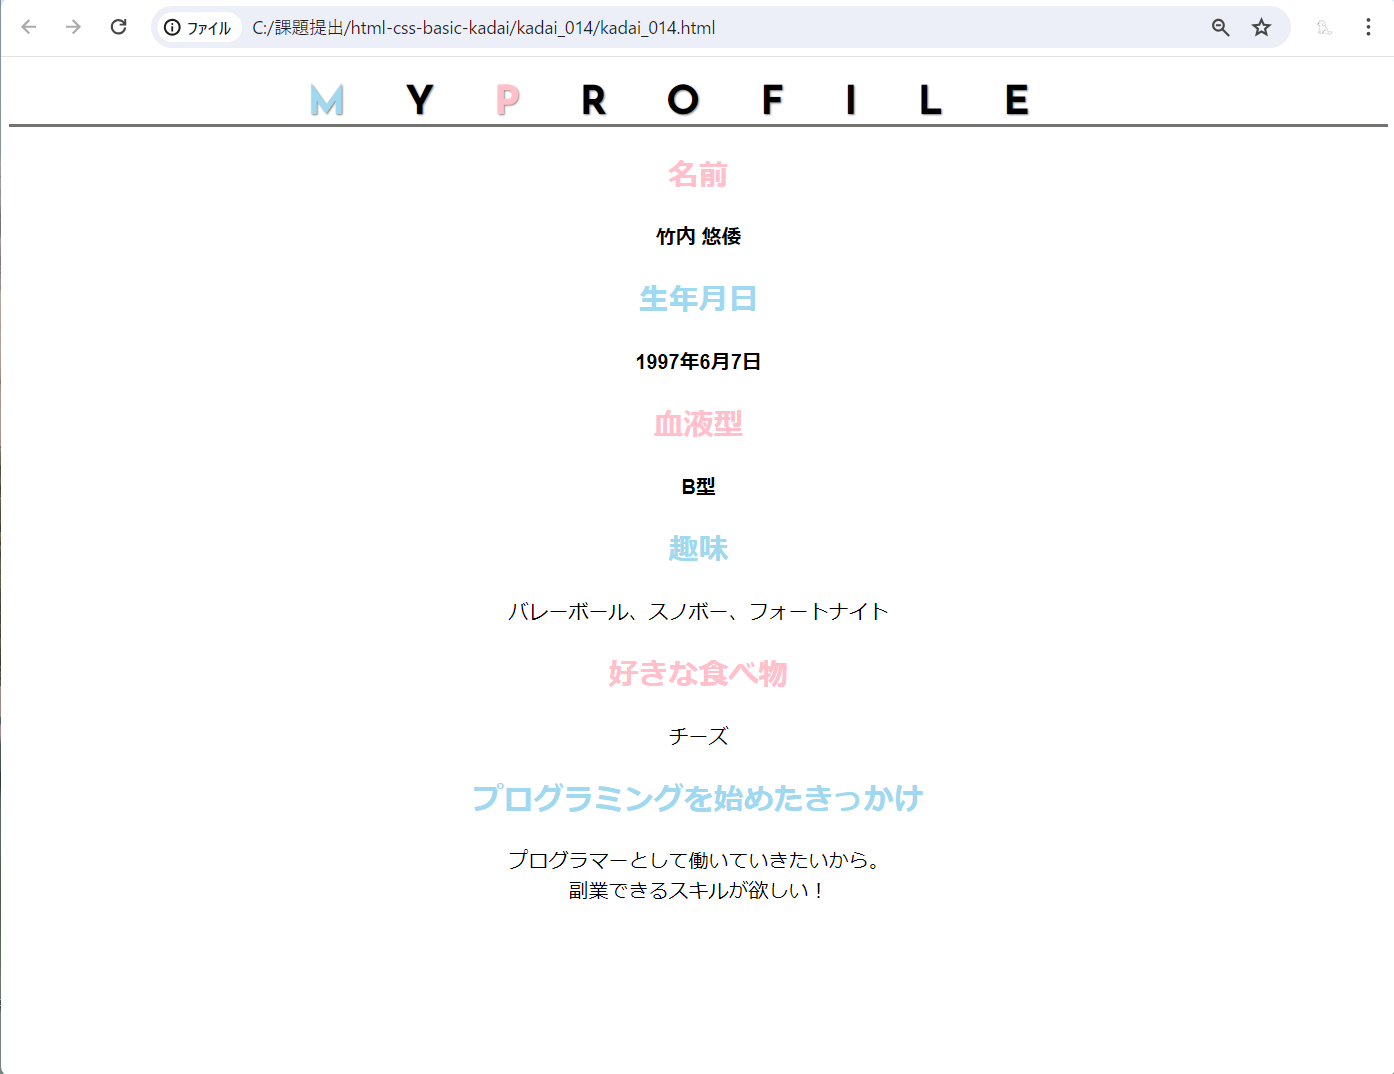 ファイル C:/課題提出/html-css-basic-kadai/kadai_014/kadai_014.html
M Y P R O F I L E
名前
竹内 悠倭
生年月日
1997年6月7日
血液型
B型
趣味
バレーボール、スノボー、フォートナイト
好きな食べ物
チーズ
プログラミングを始めたきっかけ
プログラマーとして働いていきたいから。
副業できるスキルが欲しい！